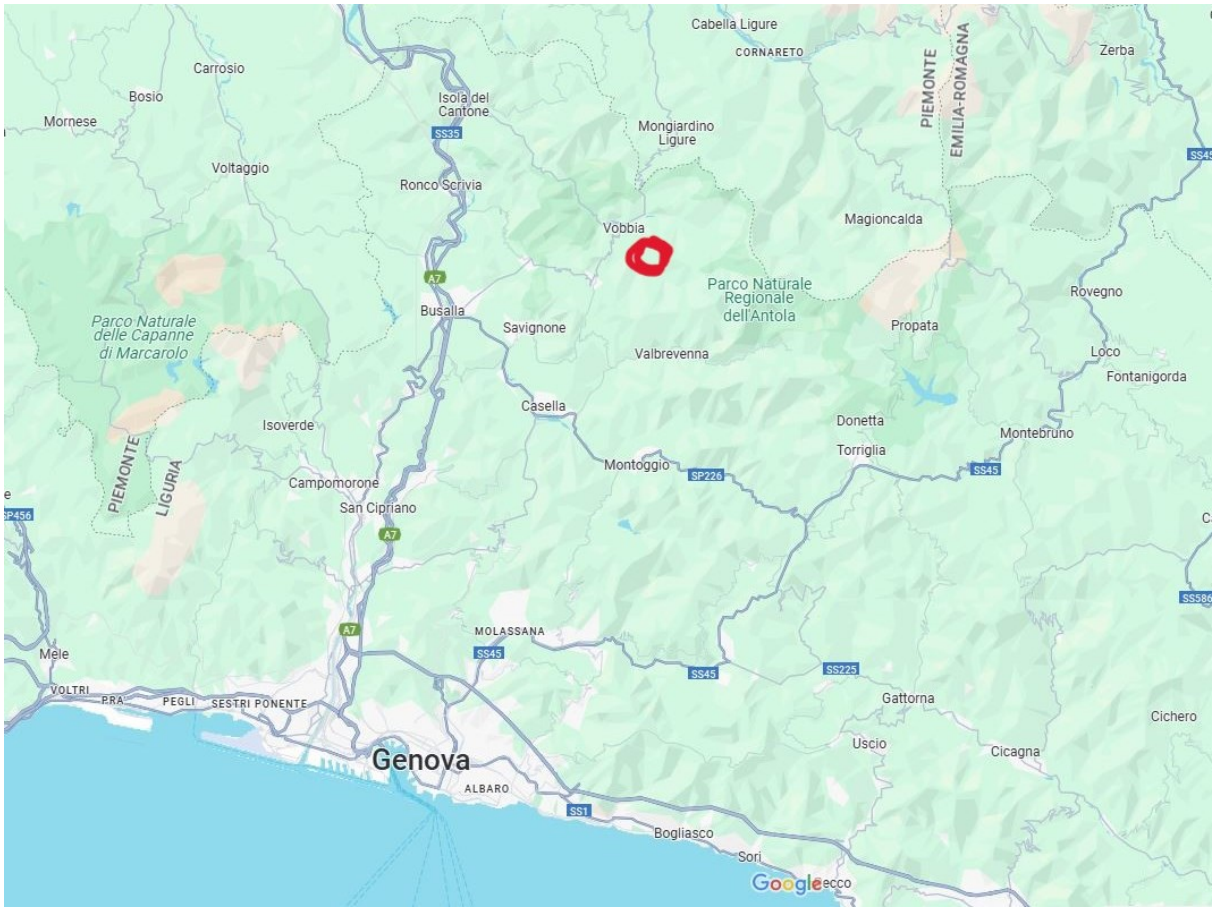 Cabella Ligure
CORNARETO
Zerba
Carrosio
PIEMONTE
EMILIA-ROMAGNA
Bosio
Isola del
Cantone
Mornese
SS35
Mongiardino
Ligure
SS45
Voltaggio
Ronco Scrivia
Magioncalda
Vobbia
A7
Parco Naturale
Regionale
dell'Antola
Rovegno
Busalla
Parco Naturale
delle Capanne
di Marcarolo
Savignone
Propata
Valbrevenna
Loco
Fontanigorda
Casella
Isoverde
Donetta
Montebruno
Torriglia
Montoggio
SS45
SP226
PIEMONTE
LIGURIA
Campomorone
San Cipriano
SP456
A7
SS586
A7
MOLASSANA
SS45
Mele
SS45
SS225
VOLTRI
PRA
PEGLI
SESTRI PONENTE
Gattorna
Cichero
Uscio
Cicagna
Genova
ALBARO
SS1
Bogliasco
Sori
Google
ecco